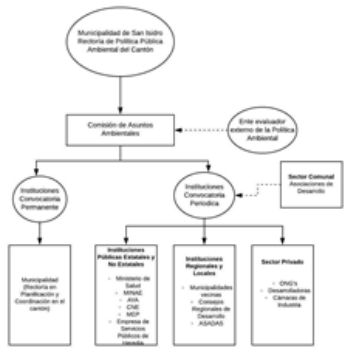 Municipalidad de San Isidro
Rectoría de Política Pública
Ambiental del Cantón
Comisión de Asuntos
Ambientales
Ente evaluador
externo de la Política
Ambiental
Instituciones
Convocatoria
Permanente
Instituciones
Convocatoria
Periodica
Sector Comunal
Asociaciones de
Desarrollo
Municipalidad
(Rectoría en
Planificación y
Coordinación en el
cantón)
Instituciones
Públicas Estatales y
No Estatales
- Ministerio de
Salud
- MINAE
- AYA
- CNE
- MEP
- Empresa de
Servicios
Públicos de
Heredia
Instituciones
Regionales y
Locales
- Municipalidades
vecinas
- Consejos
Regionales de
Desarrollo
- ASADAS
Sector Privado
- ONG's
- Desarrolladoras
- Cámaras de
Industria